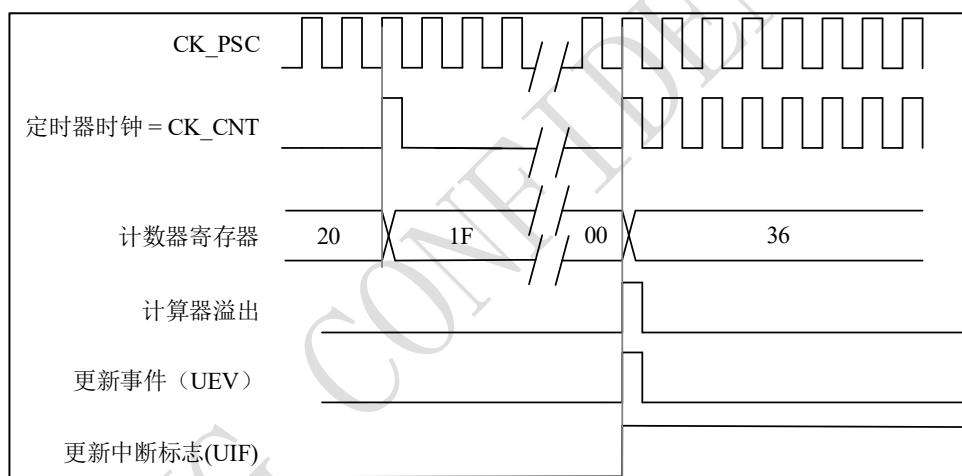 CK_PSC
定时器时钟 = CK_CNT
计数器寄存器 20 1F 00 36
计算器溢出
更新事件（UEV）
更新中断标志(UIF)